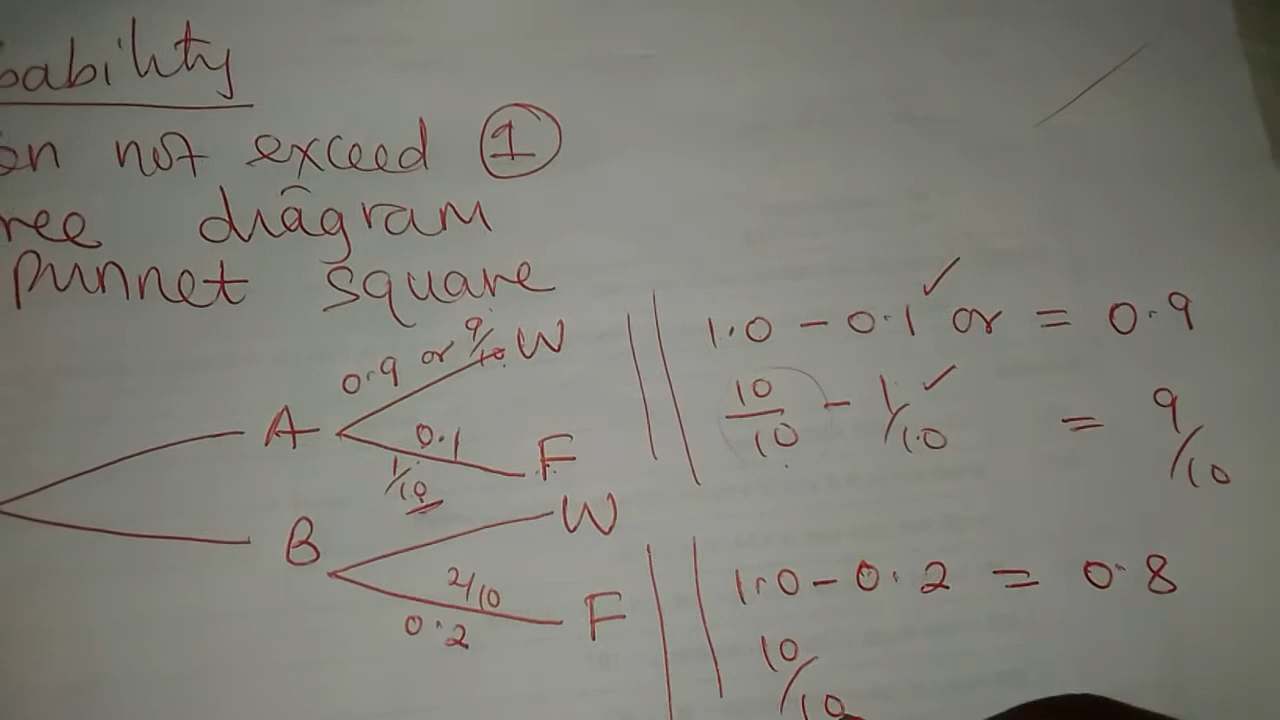 bability
on not exceed 1
ree diagram
punnet square
0.9 or 9/10 W
A
0.1
1/10
F
B
W
2/10
0.2
F
1.0 - 0.1 ✓ or = 0.9
10/10 - 1/10 ✓ = 9/10
1.0 - 0.2 = 0.8
10/10